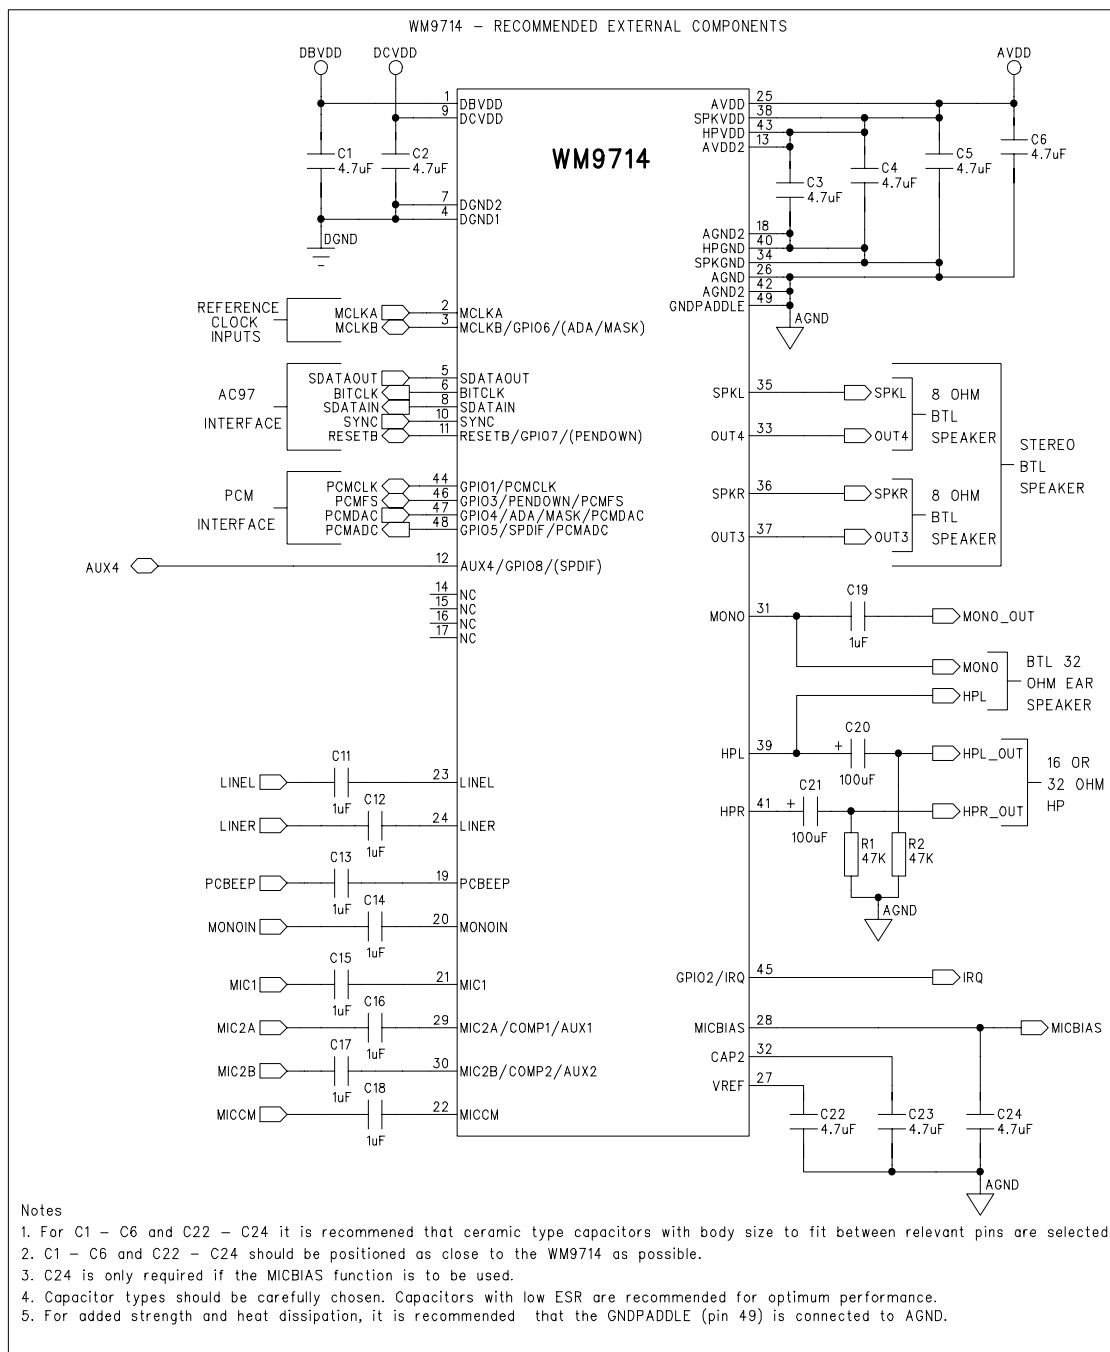 WM9714 – RECOMMENDED EXTERNAL COMPONENTS
DBVDD
DCVDD
AVDD
WM9714
1
DBVDD
9
DCVDD
C1
4.7uF
C2
4.7uF
7
DGND2
4
DGND1
DGND
AVDD
25
SPKVDD
38
HPVDD
43
AVDD2
13
C3
4.7uF
C4
4.7uF
C5
4.7uF
C6
4.7uF
AGND2
18
HPGND
40
SPKGND
34
AGND
26
AGND2
42
GNDPADDLE
49
AGND
REFERENCE
CLOCK
INPUTS
MCLKA
2
MCLKA
MCLKB
3
MCLKB/GPIO6/(ADA/MASK)
AC97
INTERFACE
SDATAOUT
5
SDATAOUT
BITCLK
6
BITCLK
SDATAIN
8
SDATAIN
SYNC
10
SYNC
RESETB
11
RESETB/GPIO7/(PENDOWN)
PCM
INTERFACE
PCMCLK
44
GPIO1/PCMCLK
PCMFS
46
GPIO3/PENDOWN/PCMFS
PCMDAC
47
GPIO4/ADA/MASK/PCMDAC
PCMADC
48
GPIO5/SPDIF/PCMADC
AUX4
12
AUX4/GPIO8/(SPDIF)
14
NC
15
NC
16
NC
17
NC
SPKL
35
SPKL
OUT4
33
OUT4
8 OHM
BTL
SPEAKER
SPKR
36
SPKR
OUT3
37
OUT3
8 OHM
BTL
SPEAKER
STEREO
BTL
SPEAKER
MONO
31
C19
1uF
MONO_OUT
MONO
HPL
BTL 32
OHM EAR
SPEAKER
HPL
39
+
C20
100uF
HPL_OUT
HPR
41
+
C21
100uF
HPR_OUT
16 OR
32 OHM
HP
R1
47K
R2
47K
AGND
LINEL
C11
1uF
23
LINEL
LINER
C12
1uF
24
LINER
PCBEEP
C13
1uF
19
PCBEEP
MONOIN
C14
1uF
20
MONOIN
MIC1
C15
1uF
21
MIC1
MIC2A
C16
1uF
29
MIC2A/COMP1/AUX1
MIC2B
C17
1uF
30
MIC2B/COMP2/AUX2
MICCM
C18
1uF
22
MICCM
GPIO2/IRQ
45
IRQ
MICBIAS
28
MICBIAS
CAP2
32
VREF
27
C22
4.7uF
C23
4.7uF
C24
4.7uF
AGND
Notes
1. For C1 – C6 and C22 – C24 it is recommened that ceramic type capacitors with body size to fit between relevant pins are selected
2. C1 – C6 and C22 – C24 should be positioned as close to the WM9714 as possible.
3. C24 is only required if the MICBIAS function is to be used.
4. Capacitor types should be carefully chosen. Capacitors with low ESR are recommended for optimum performance.
5. For added strength and heat dissipation, it is recommended that the GNDPADDLE (pin 49) is connected to AGND.